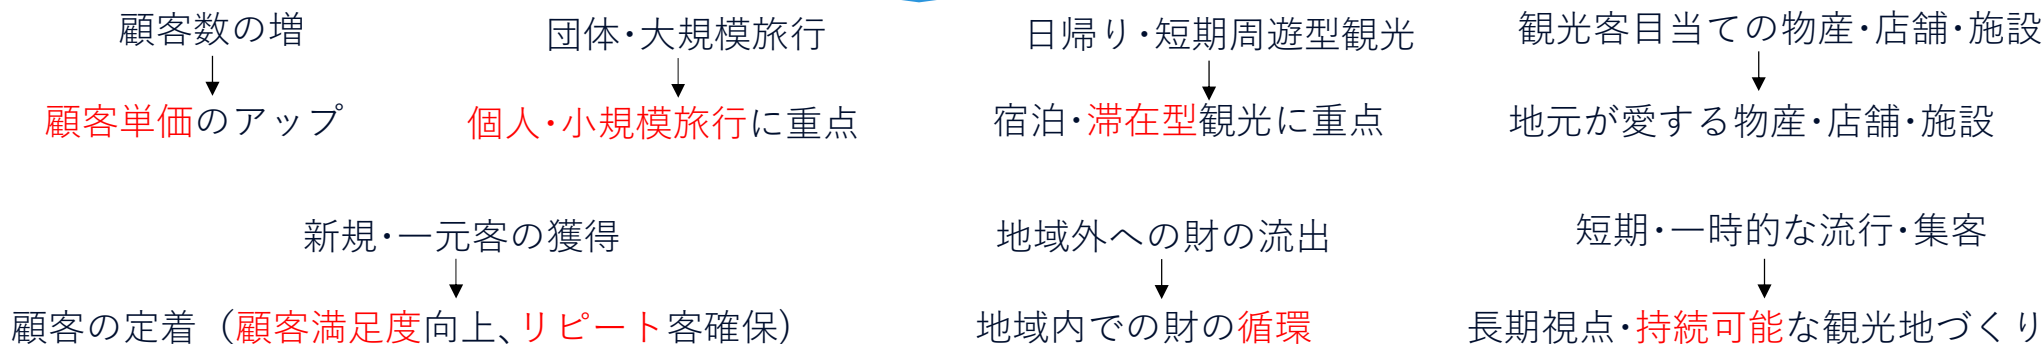 顧客数の増
団体・大規模旅行
日帰り・短期周遊型観光
観光客目当ての物産・店舗・施設
顧客単価のアップ
個人・小規模旅行に重点
宿泊・滞在型観光に重点
地元が愛する物産・店舗・施設
新規・一元客の獲得
地域外への財の流出
短期・一時的な流行・集客
顧客の定着（顧客満足度向上、リピート客確保）
地域内での財の循環
長期視点・持続可能な観光地づくり